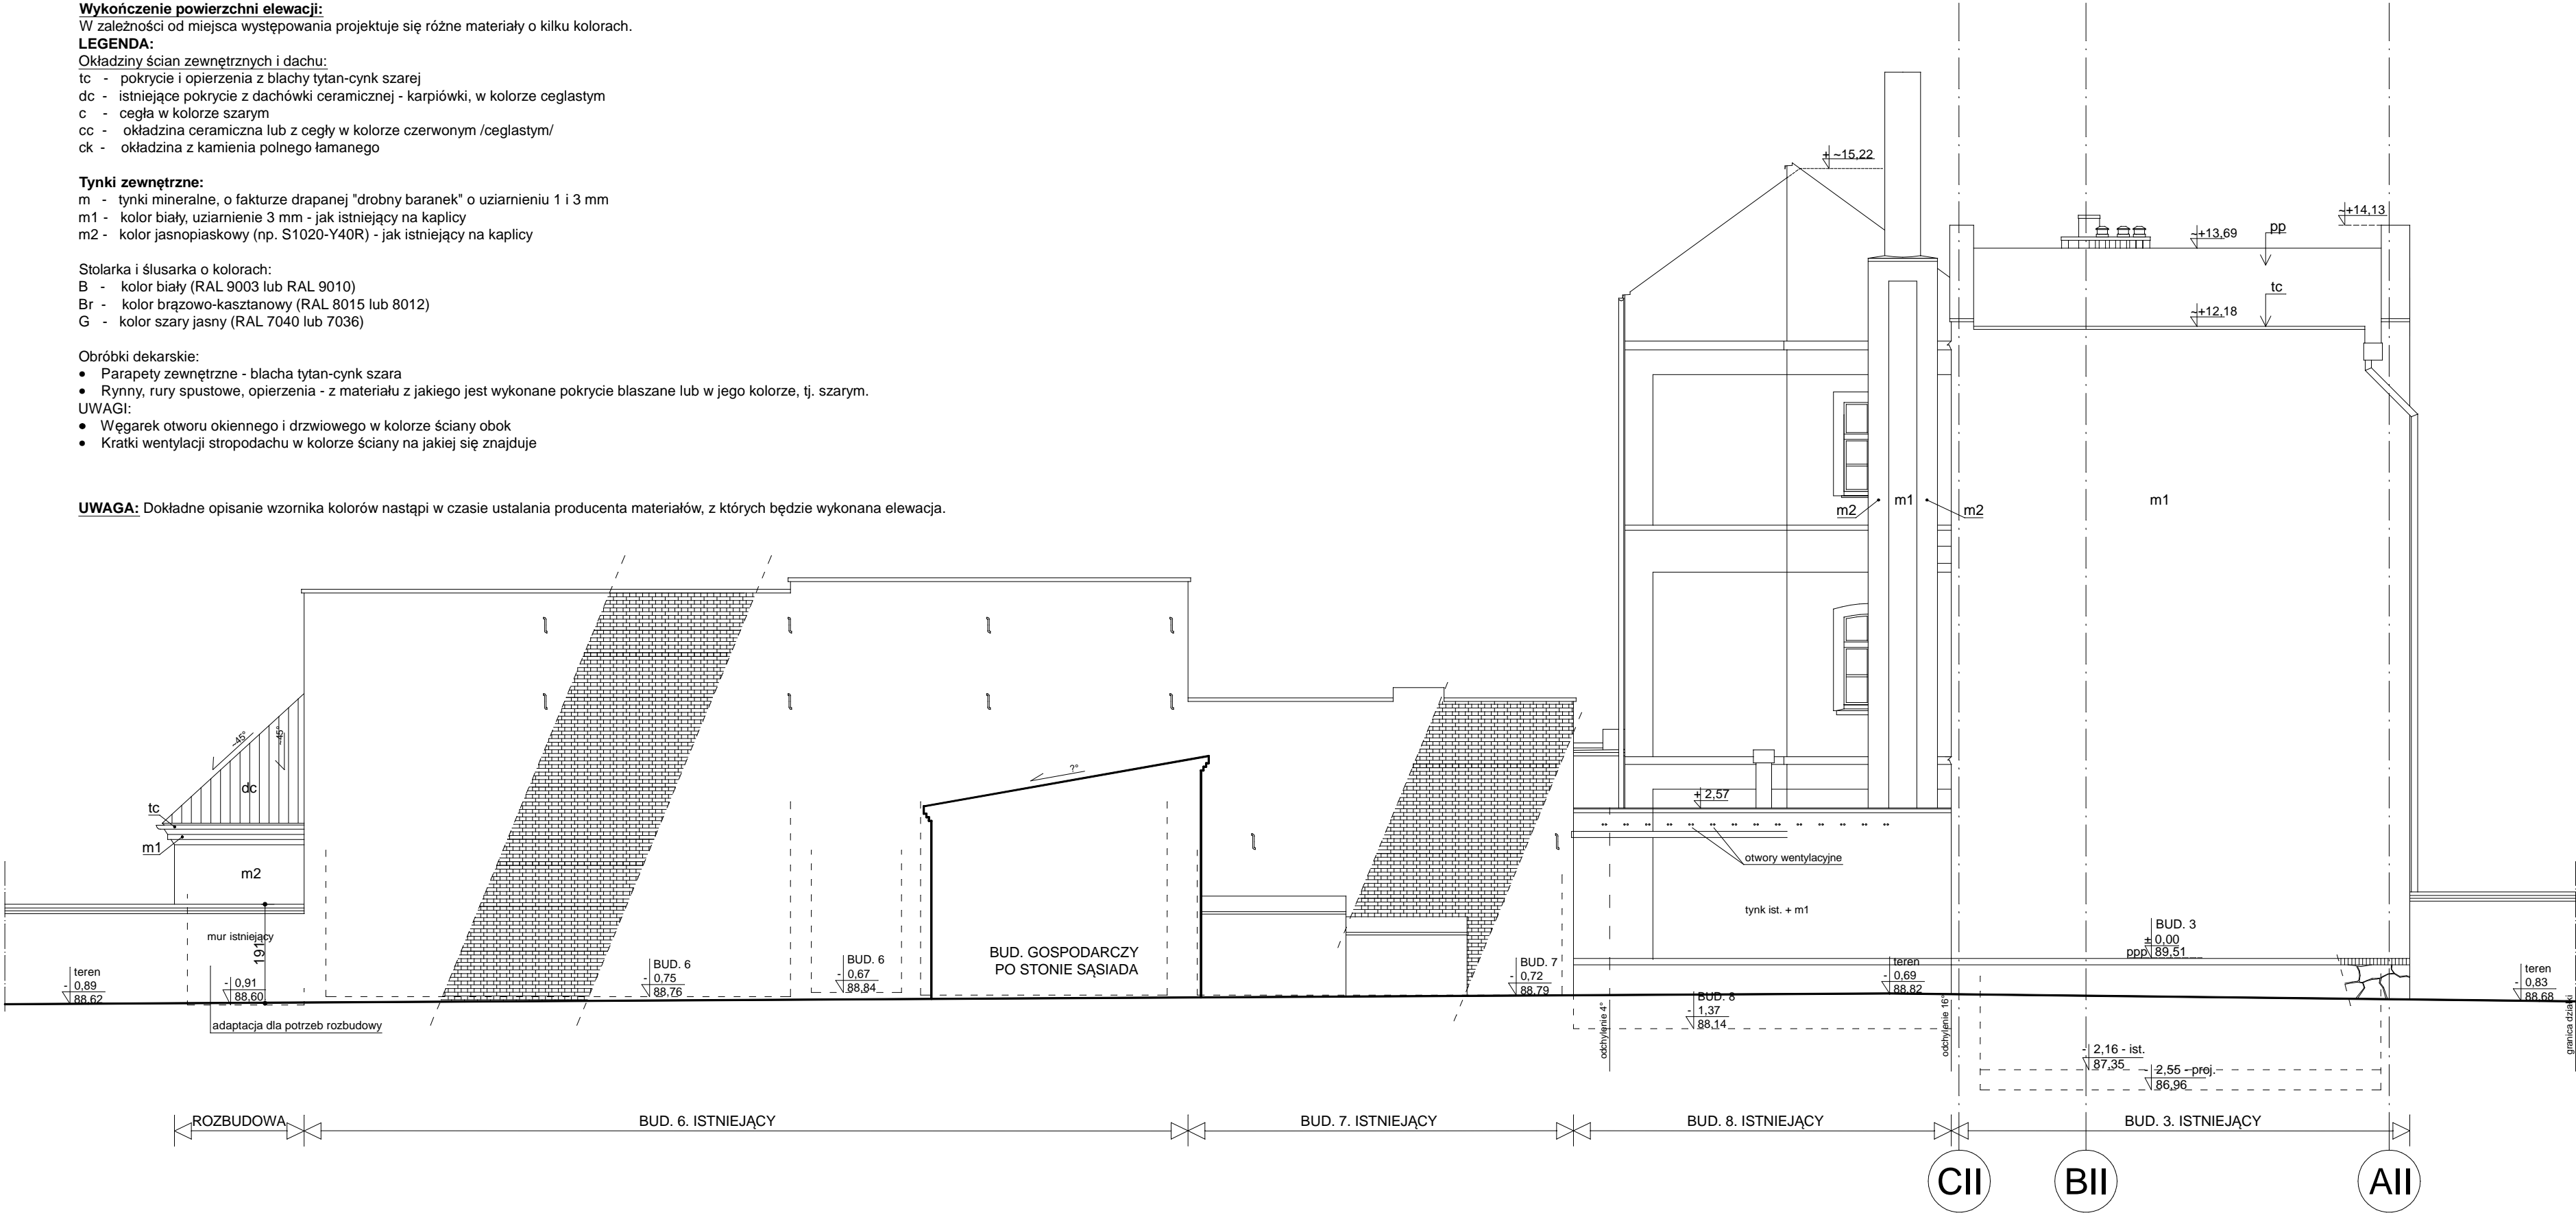 Wykończenie powierzchni elewacji:
W zależności od miejsca występowania projektuje się różne materiały o kilku kolorach.
LEGENDA:
Okładziny ścian zewnętrznych i dachu:
tc - pokrycie i opierzenia z blachy tytan-cynk szarej
dc - istniejące pokrycie z dachówki ceramicznej - karpiówki, w kolorze ceglastym
c - cegła w kolorze szarym
cc - okładzina ceramiczna lub z cegły w kolorze czerwonym /ceglastym/
ck - okładzina z kamienia polnego łamanego
Tynki zewnętrzne:
m - tynki mineralne, o fakturze drapanej "drobny baranek" o uziarnieniu 1 i 3 mm
m1 - kolor biały, uziarnienie 3 mm - jak istniejący na kaplicy
m2 - kolor jasnopiaskowy (np. S1020-Y40R) - jak istniejący na kaplicy
Stolarka i ślusarka o kolorach:
B - kolor biały (RAL 9003 lub RAL 9010)
Br - kolor brązowo-kasztanowy (RAL 8015 lub 8012)
G - kolor szary jasny (RAL 7040 lub 7036)
Obróbki dekarskie:
• Parapety zewnętrzne - blacha tytan-cynk szara
• Rynny, rury spustowe, opierzenia - z materiału z jakiego jest wykonane pokrycie blaszane lub w jego kolorze, tj. szarym.
UWAGI:
• Węgarek otworu okiennego i drzwiowego w kolorze ściany obok
• Kratki wentylacji stropodachu w kolorze ściany na jakiej się znajduje
UWAGA: Dokładne opisanie wzornika kolorów nastąpi w czasie ustalania producenta materiałów, z których będzie wykonana elewacja.
+ ~15,22
~+14,13
~+13,69
pp
tc
~+12,18
m1
m2
m2
m1
~45°
~45°
dc
tc
m1
m2
?°
+ 2,57
otwory wentylacyjne
tynk ist. + m1
mur istniejący
191
BUD. GOSPODARCZY
PO STONIE SĄSIADA
teren
- 0,89
88,62
- 0,91
88,60
adaptacja dla potrzeb rozbudowy
BUD. 6
- 0,75
88,76
BUD. 6
- 0,67
88,84
BUD. 7
- 0,72
88,79
BUD. 8
- 1,37
88,14
teren
- 0,69
88,82
BUD. 3
± 0,00
ppp 89,51
teren
- 0,83
88,68
odchylenie 4°
odchylenie 16°
granica działki
- 2,16 - ist.
87,35
- 2,55 - proj.
86,96
ROZBUDOWA
BUD. 6. ISTNIEJĄCY
BUD. 7. ISTNIEJĄCY
BUD. 8. ISTNIEJĄCY
BUD. 3. ISTNIEJĄCY
CII
BII
AII